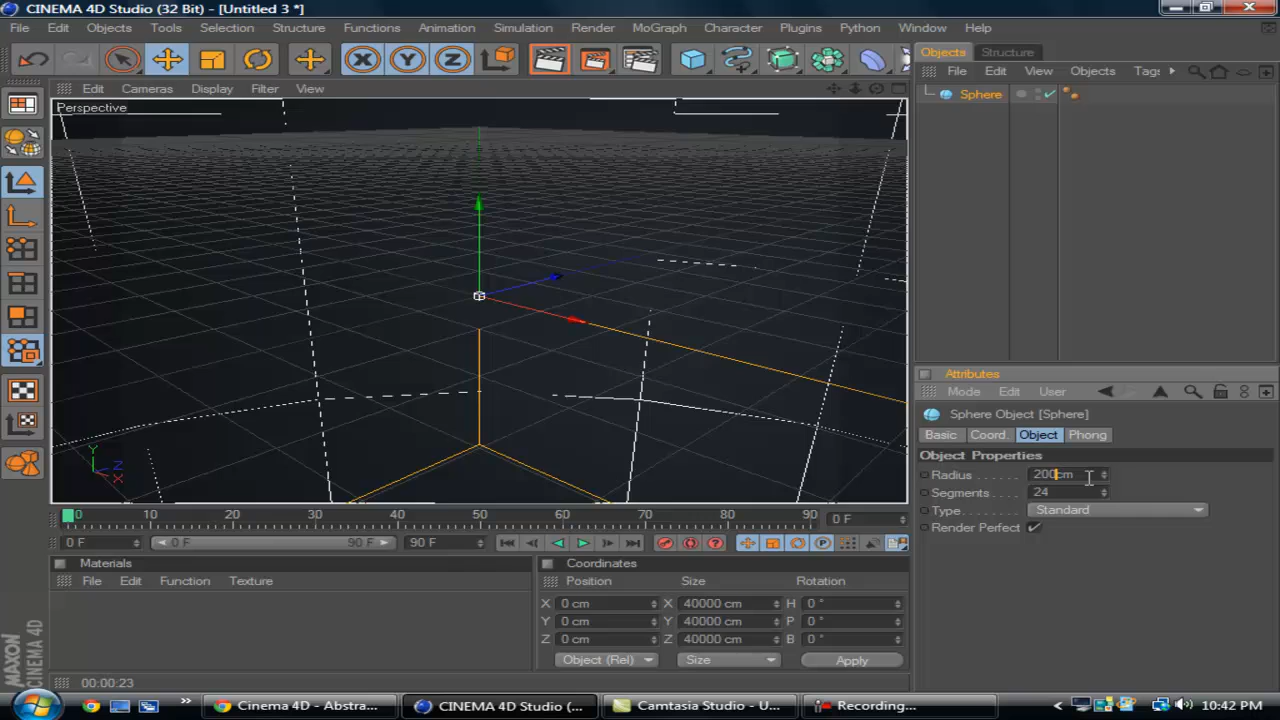 CINEMA 4D Studio (32 Bit) - [Untitled 3 *]
File Edit Objects Tools Selection Render Structure Functions Animation Simulation Render MoGraph Character Plugins Python Window Help
X Y Z
Objects Structure
File Edit View Objects Tags
Edit Cameras Display Filter View
Perspective
Sphere
Y
Z
X
Attributes
Mode Edit User
Sphere Object [Sphere]
Basic Coord. Object Phong
Object Properties
Radius . . . . . . 200cm
Segments . . . . 24
Type . . . . . . . . Standard
Render Perfect
0 10 20 30 40 50 60 70 80 90 0 F
0 F 0 F 90 F 90 F
Materials
File Edit Function Texture
Coordinates
Position Size Rotation
X 0 cm X 40000 cm H 0 °
Y 0 cm Y 40000 cm P 0 °
Z 0 cm Z 40000 cm B 0 °
Object (Rel) Size Apply
MAXON
CINEMA 4D
00:00:23
Cinema 4D - Abstra...
CINEMA 4D Studio (...
Camtasia Studio - U...
Recording...
10:42 PM